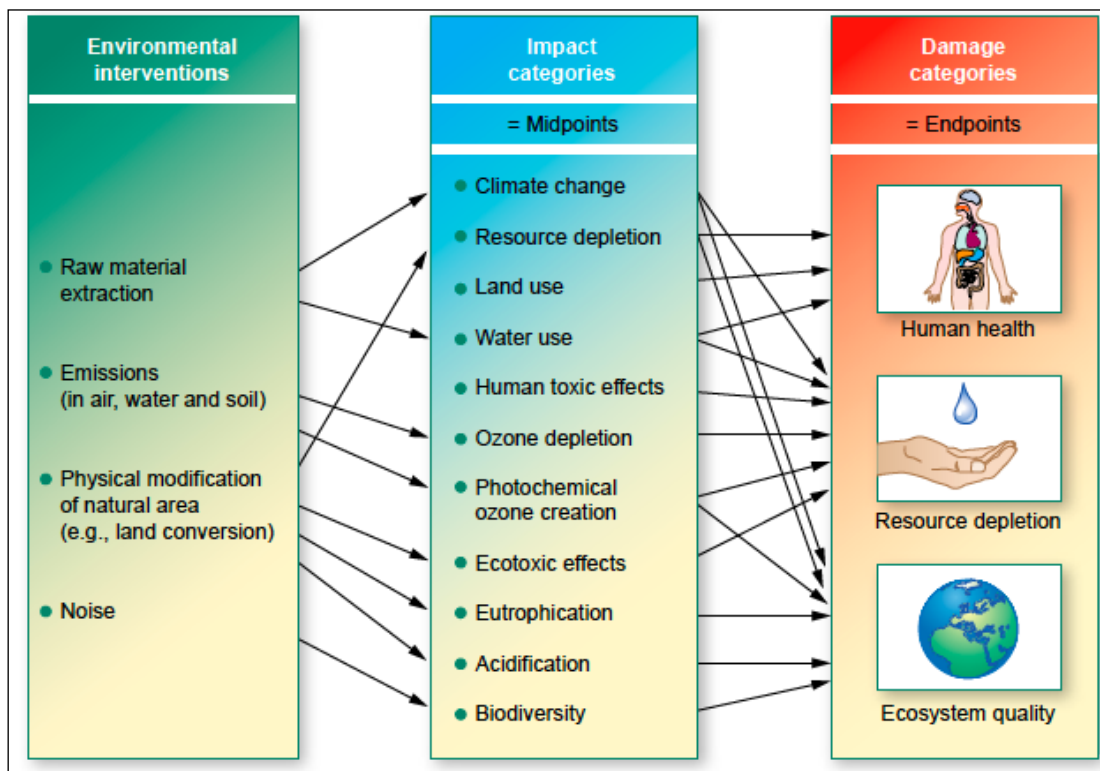 Environmental
interventions
● Raw material
extraction
● Emissions
(in air, water and soil)
● Physical modification
of natural area
(e.g., land conversion)
● Noise
Impact
categories
= Midpoints
● Climate change
● Resource depletion
● Land use
● Water use
● Human toxic effects
● Ozone depletion
● Photochemical
ozone creation
● Ecotoxic effects
● Eutrophication
● Acidification
● Biodiversity
Damage
categories
= Endpoints
Human health
Resource depletion
Ecosystem quality